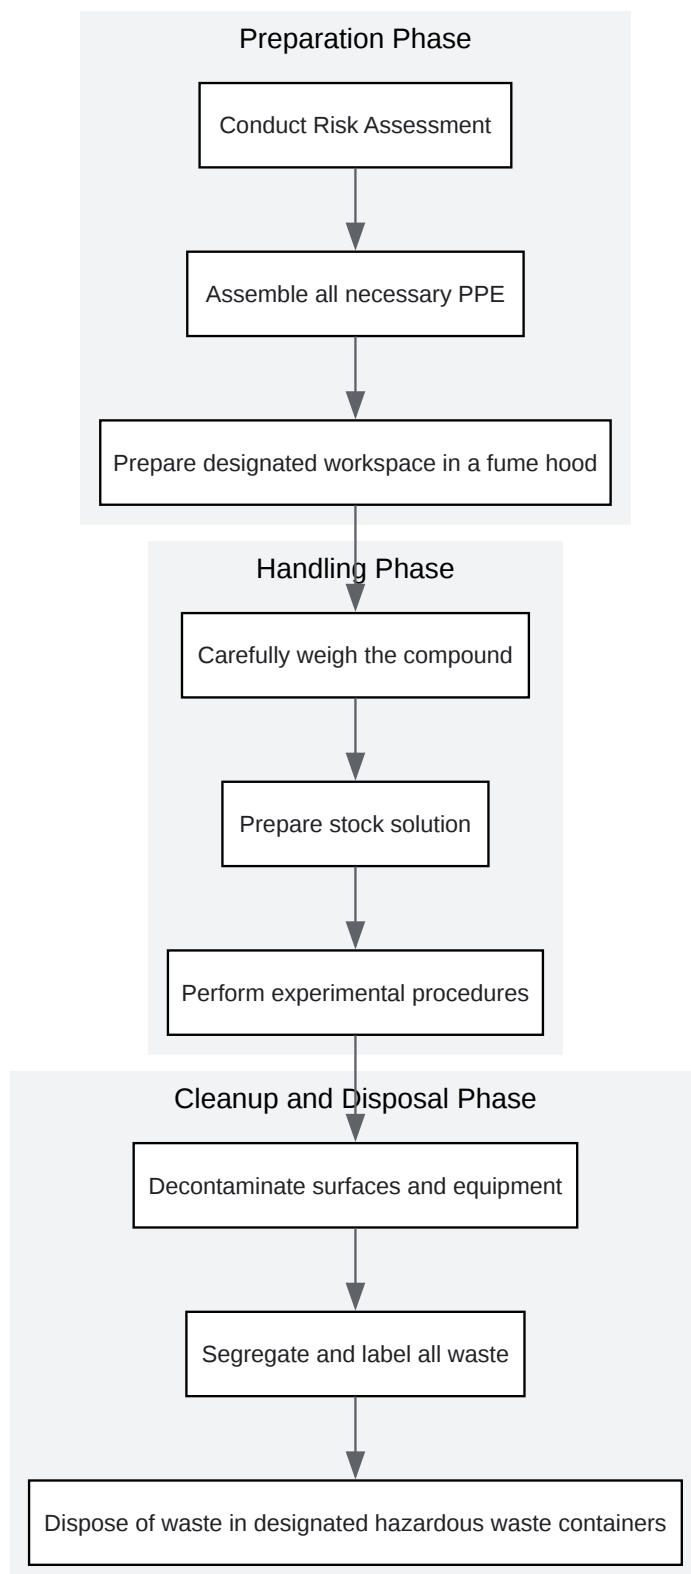 Preparation Phase
Conduct Risk Assessment
Assemble all necessary PPE
Prepare designated workspace in a fume hood
Handling Phase
Carefully weigh the compound
Prepare stock solution
Perform experimental procedures
Cleanup and Disposal Phase
Decontaminate surfaces and equipment
Segregate and label all waste
Dispose of waste in designated hazardous waste containers